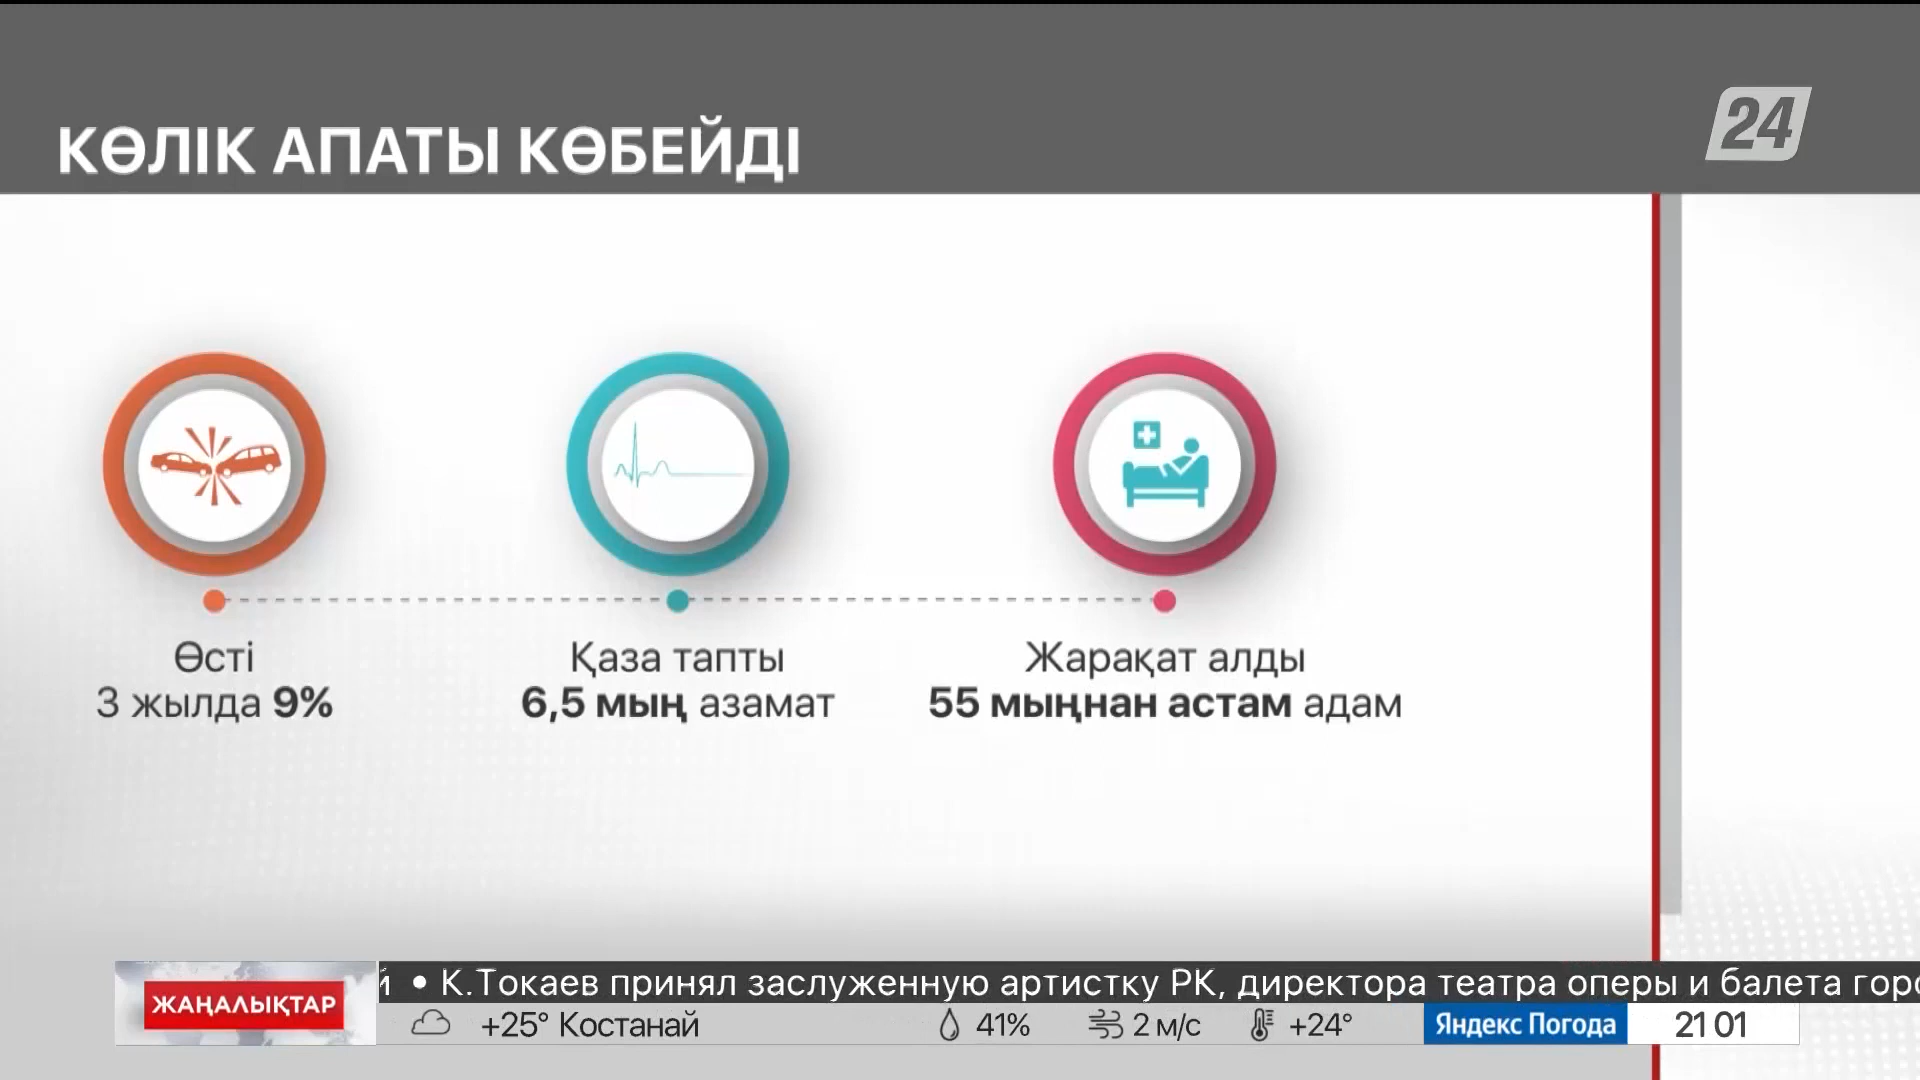 КӨЛІК АПАТЫ КӨБЕЙДІ
24
Өсті
3 жылда 9%
Қаза тапты
6,5 мың азамат
Жарақат алды
55 мыңнан астам адам
ЖАҢАЛЫҚТАР
й • К.Токаев принял заслуженную артистку РК, директора театра оперы и балета горо
+25° Костанай 41% 2 м/с +24° Яндекс Погода 21 01